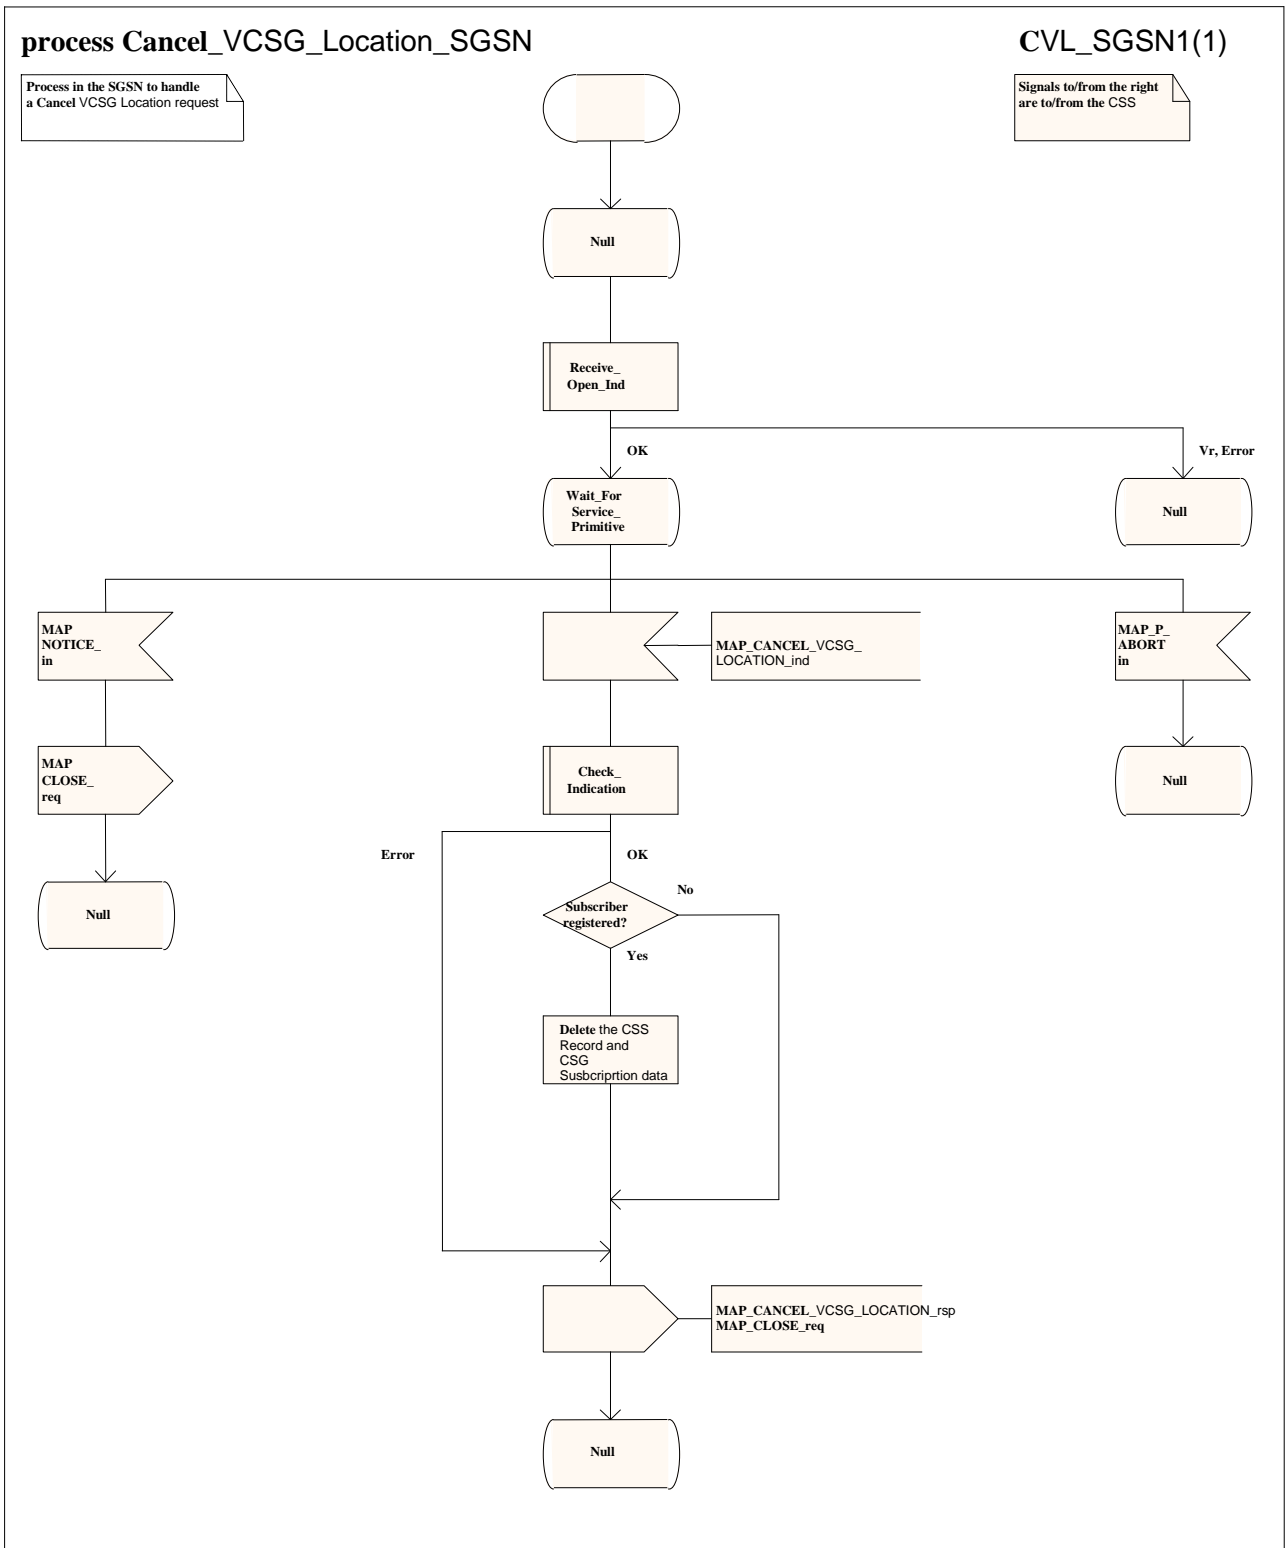 process Cancel_VCSG_Location_SGSN
CVL_SGSN1(1)
Process in the SGSN to handle
a Cancel VCSG Location request
Signals to/from the right
are to/from the CSS
Null
Receive_
Open_Ind
OK
Vr, Error
Wait_For
Service_
Primitive
Null
MAP
NOTICE_
in
MAP_CANCEL_VCSG_
LOCATION_ind
MAP_P_
ABORT
in
MAP
CLOSE_
req
Check_
Indication
Null
Error
OK
No
Subscriber
registered?
Null
Yes
Delete the CSS
Record and
CSG
Susbcriprtion data
MAP_CANCEL_VCSG_LOCATION_rsp
MAP_CLOSE_req
Null